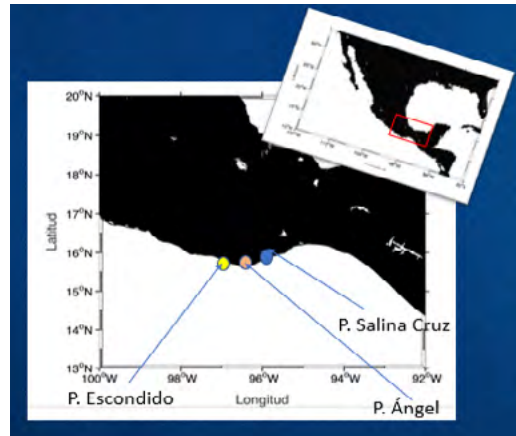 20°N
19°N
18°N
17°N
16°N
15°N
14°N
13°N
Latitud
100°W
98°W
96°W
94°W
92°W
Longitud
P. Salina Cruz
P. Escondido
P. Ángel